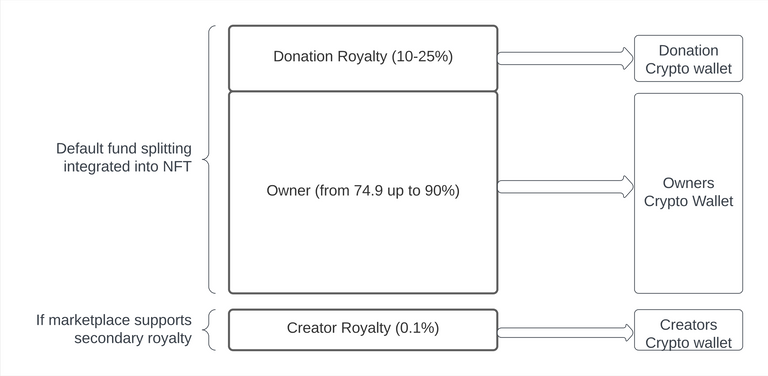 Donation Royalty (10-25%)
Donation
Crypto wallet
Default fund splitting
integrated into NFT
Owner (from 74.9 up to 90%)
Owners
Crypto Wallet
If marketplace supports
secondary royalty
Creator Royalty (0.1%)
Creators
Crypto wallet